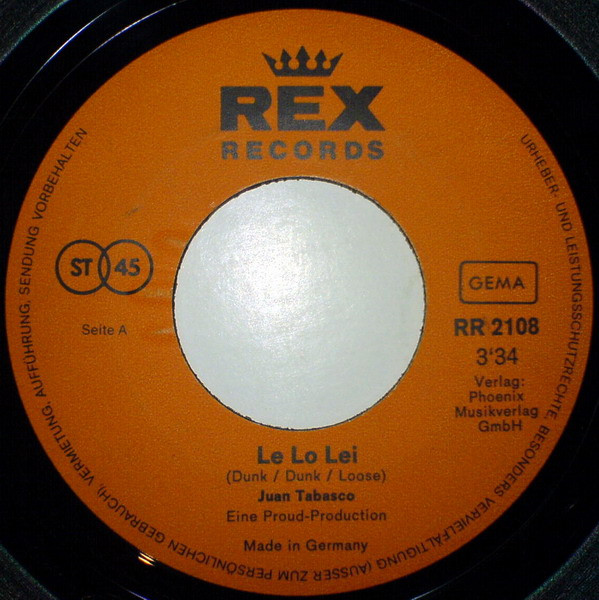 REX
RECORDS
ST 45
Seite A
GEMA
RR 2108
3'34
Verlag:
Phoenix
Musikverlag
GmbH
Le Lo Lei
(Dunk / Dunk / Loose)
Juan Tabasco
Eine Proud-Production
Made in Germany
URHEBER- UND LEISTUNGSSCHUTZRECHTE, BESONDERS VERVIELFÄLTIGUNG (AUSSER ZUM PERSÖNLICHEN GEBRAUCH), VERMIETUNG, AUFFÜHRUNG, SENDUNG VORBEHALTEN